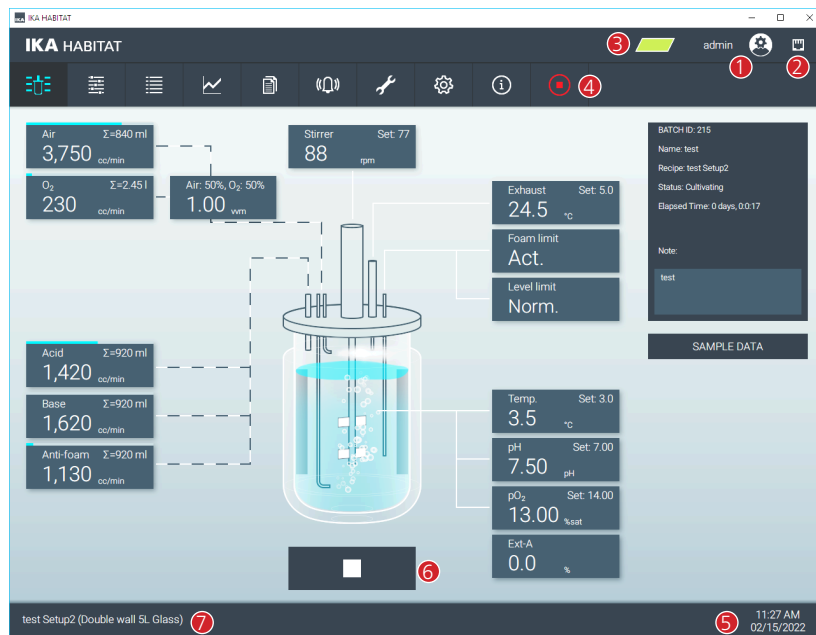 IKA HABITAT
IKA HABITAT
3
admin
1
2
4
Air Σ=840 ml
3,750 cc/min
O₂ Σ=2.45 l
230 cc/min
Air: 50%, O₂: 50%
1.00 vvm
Stirrer Set: 77
88 rpm
Exhaust Set: 5.0
24.5 °C
Foam limit
Act.
Level limit
Norm.
BATCH ID: 215
Name: test
Recipe: test Setup2
Status: Cultivating
Elapsed Time: 0 days, 0:0:17
Note:
test
SAMPLE DATA
Acid Σ=920 ml
1,420 cc/min
Base Σ=920 ml
1,620 cc/min
Anti-foam Σ=920 ml
1,130 cc/min
Temp. Set: 3.0
3.5 °C
pH Set: 7.00
7.50 pH
pO₂ Set: 14.00
13.00 %sat
Ext-A
0.0 %
6
test Setup2 (Double wall 5L Glass) 7
5
11:27 AM
02/15/2022